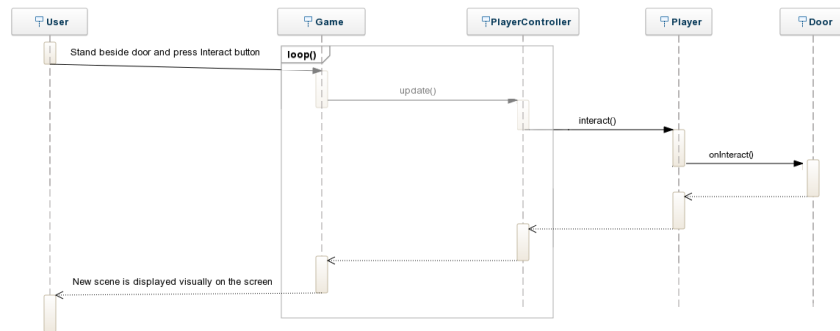 User
Game
PlayerController
Player
Door
Stand beside door and press Interact button
loop()
update()
interact()
onInteract()
New scene is displayed visually on the screen